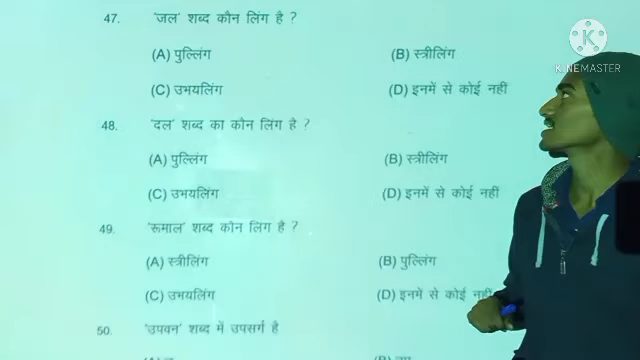 47. 'जल' शब्द कौन लिंग है ?
(A) पुल्लिंग (B) स्त्रीलिंग
(C) उभयलिंग (D) इनमें से कोई नहीं
48. 'दल' शब्द का कौन लिंग है ?
(A) पुल्लिंग (B) स्त्रीलिंग
(C) उभयलिंग (D) इनमें से कोई नहीं
49. 'रूमाल' शब्द कौन लिंग है ?
(A) स्त्रीलिंग (B) पुल्लिंग
(C) उभयलिंग (D) इनमें से कोई नहीं
50. 'उपवन' शब्द में उपसर्ग है
K
KINEMASTER